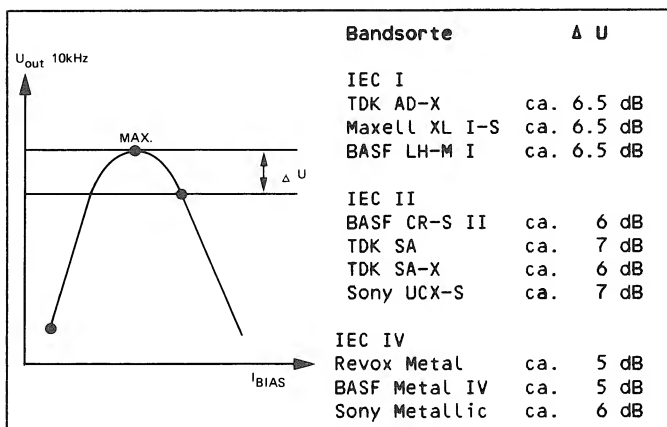 U_out 10kHz
MAX.
Δ U
I_BIAS
Bandsorte Δ U
IEC I
TDK AD-X ca. 6.5 dB
Maxell XL I-S ca. 6.5 dB
BASF LH-M I ca. 6.5 dB
IEC II
BASF CR-S II ca. 6 dB
TDK SA ca. 7 dB
TDK SA-X ca. 6 dB
Sony UCX-S ca. 7 dB
IEC IV
Revox Metal ca. 5 dB
BASF Metal IV ca. 5 dB
Sony Metallic ca. 6 dB